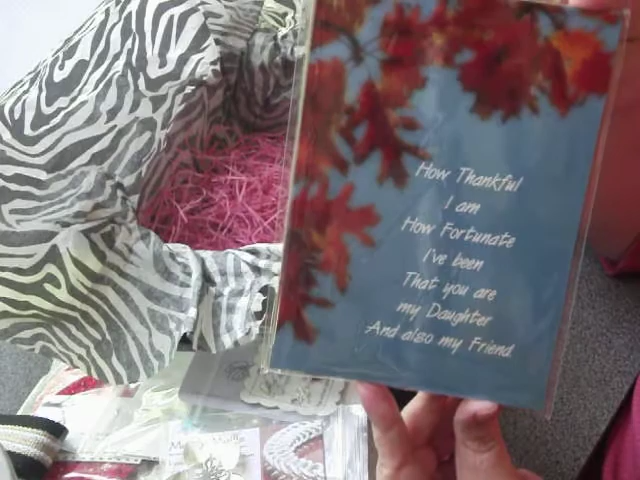 How Thankful
I am
How Fortunate
I've been
That you are
my Daughter
And also my Friend